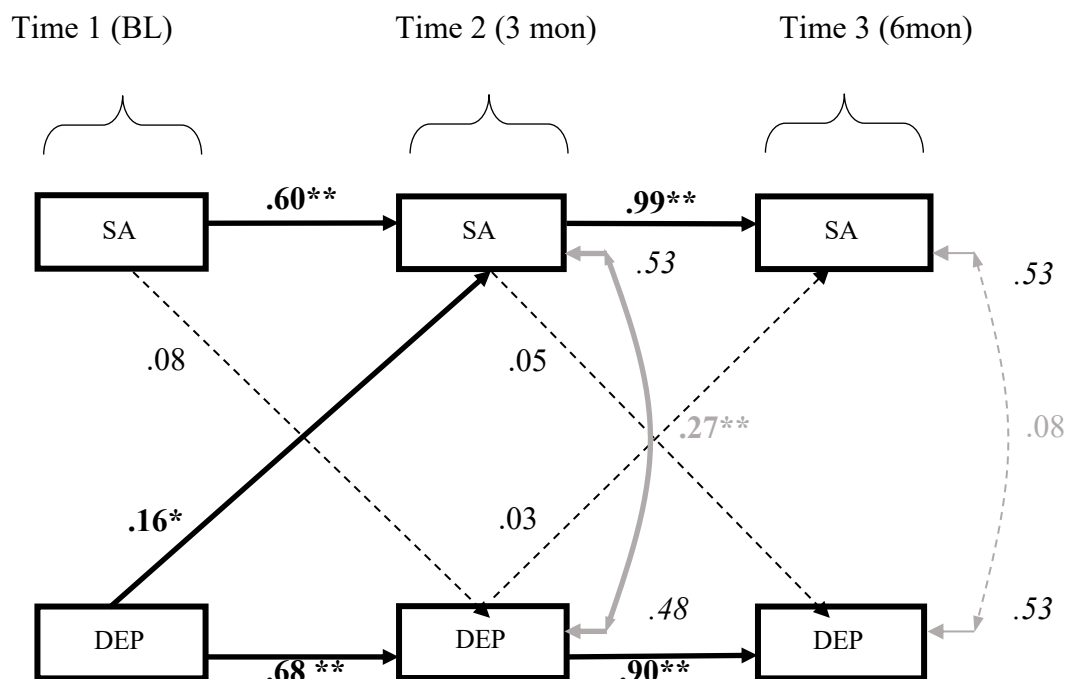 Time 1 (BL) Time 2 (3 mon) Time 3 (6mon)
.60** .99**
SA SA SA
.53 .53
.08 .05
.27** .08
.16* .03
.48 .53
DEP DEP DEP
.68 ** .90**